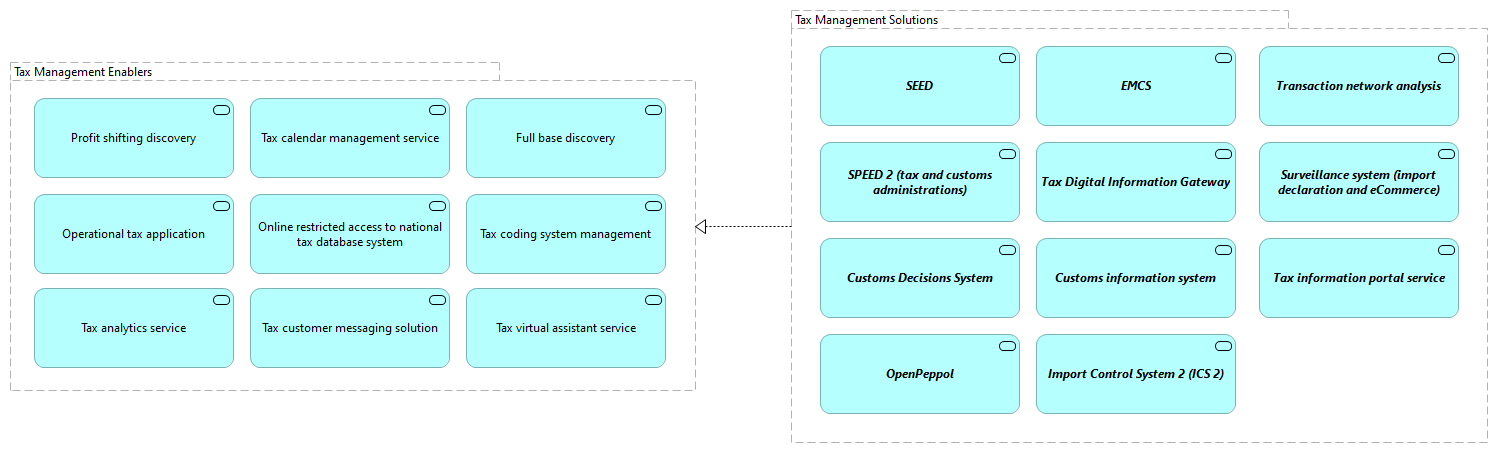 Tax Management Enablers
Profit shifting discovery
Tax calendar management service
Full base discovery
Operational tax application
Online restricted access to national
tax database system
Tax coding system management
Tax analytics service
Tax customer messaging solution
Tax virtual assistant service
Tax Management Solutions
SEED
EMCS
Transaction network analysis
SPEED 2 (tax and customs
administrations)
Tax Digital Information Gateway
Surveillance system (import
declaration and eCommerce)
Customs Decisions System
Customs information system
Tax information portal service
OpenPeppol
Import Control System 2 (ICS 2)